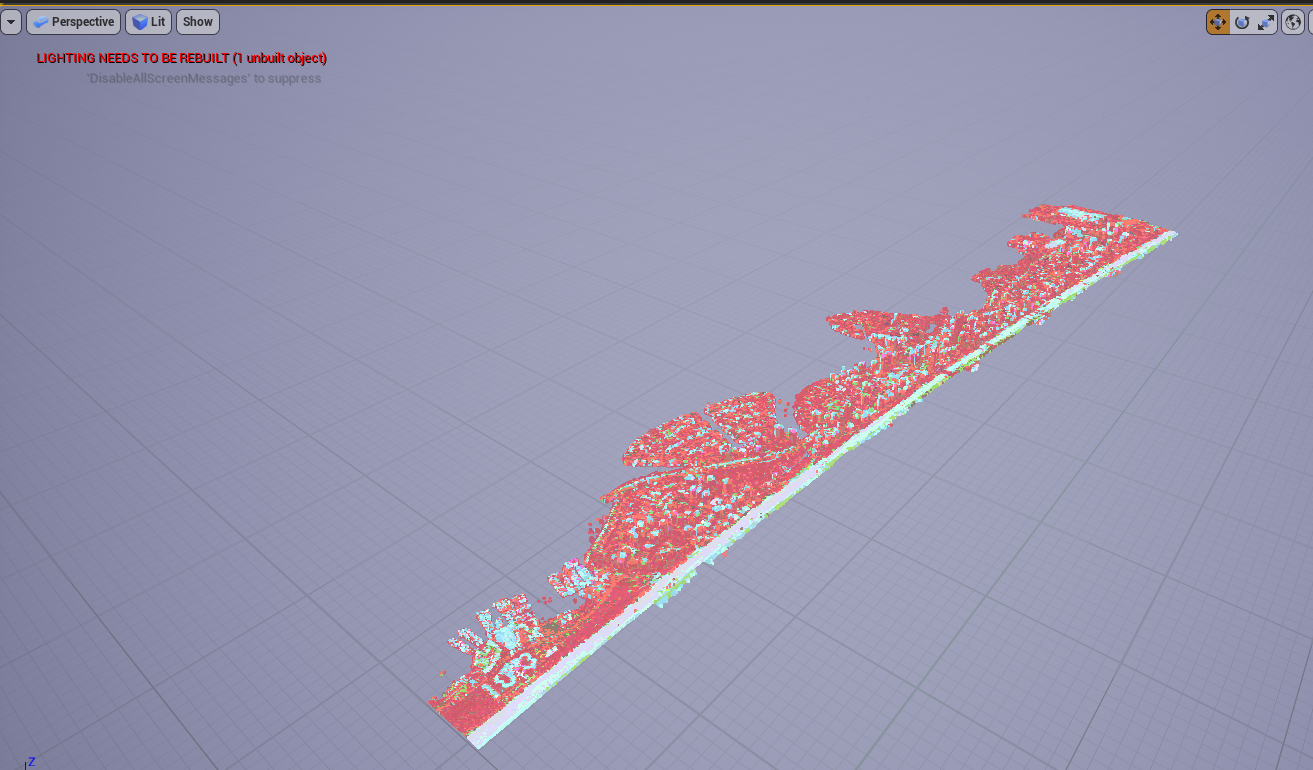 Perspective
Lit
Show
LIGHTING NEEDS TO BE REBUILT (1 unbuilt object)
'DisableAllScreenMessages' to suppress
Z